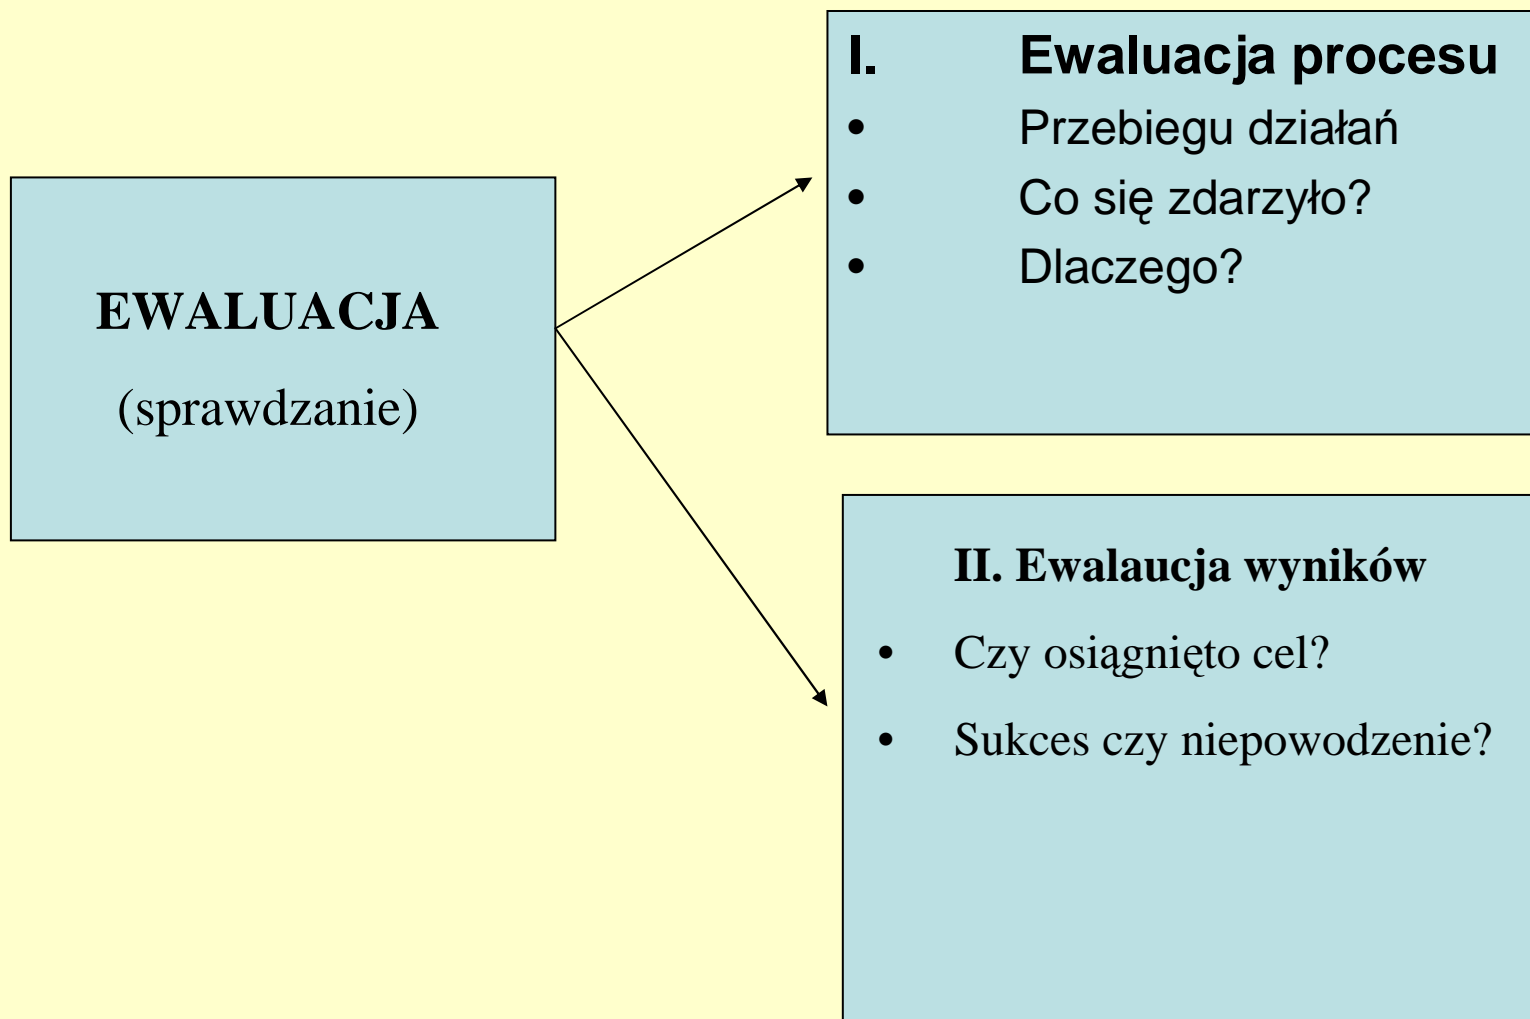 EWALUACJA
(sprawdzanie)
I. Ewaluacja procesu
• Przebiegu działań
• Co się zdarzyło?
• Dlaczego?
II. Ewalaucja wyników
• Czy osiągnięto cel?
• Sukces czy niepowodzenie?